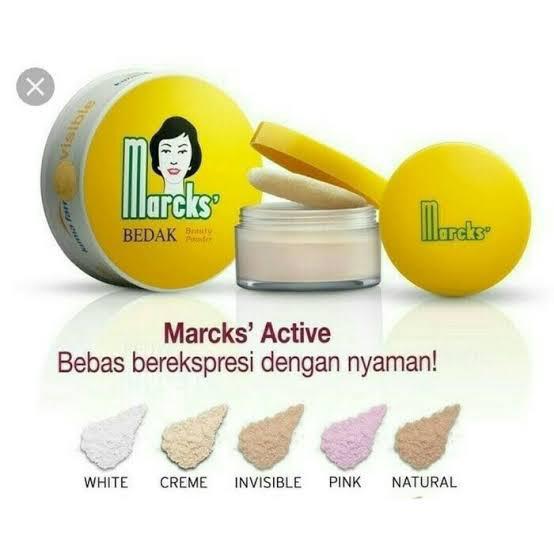 visible
Marcks'
BEDAK
Beauty
Powder
Marcks'
Marcks' Active
Bebas berekspresi dengan nyaman!
WHITE
CREME
INVISIBLE
PINK
NATURAL